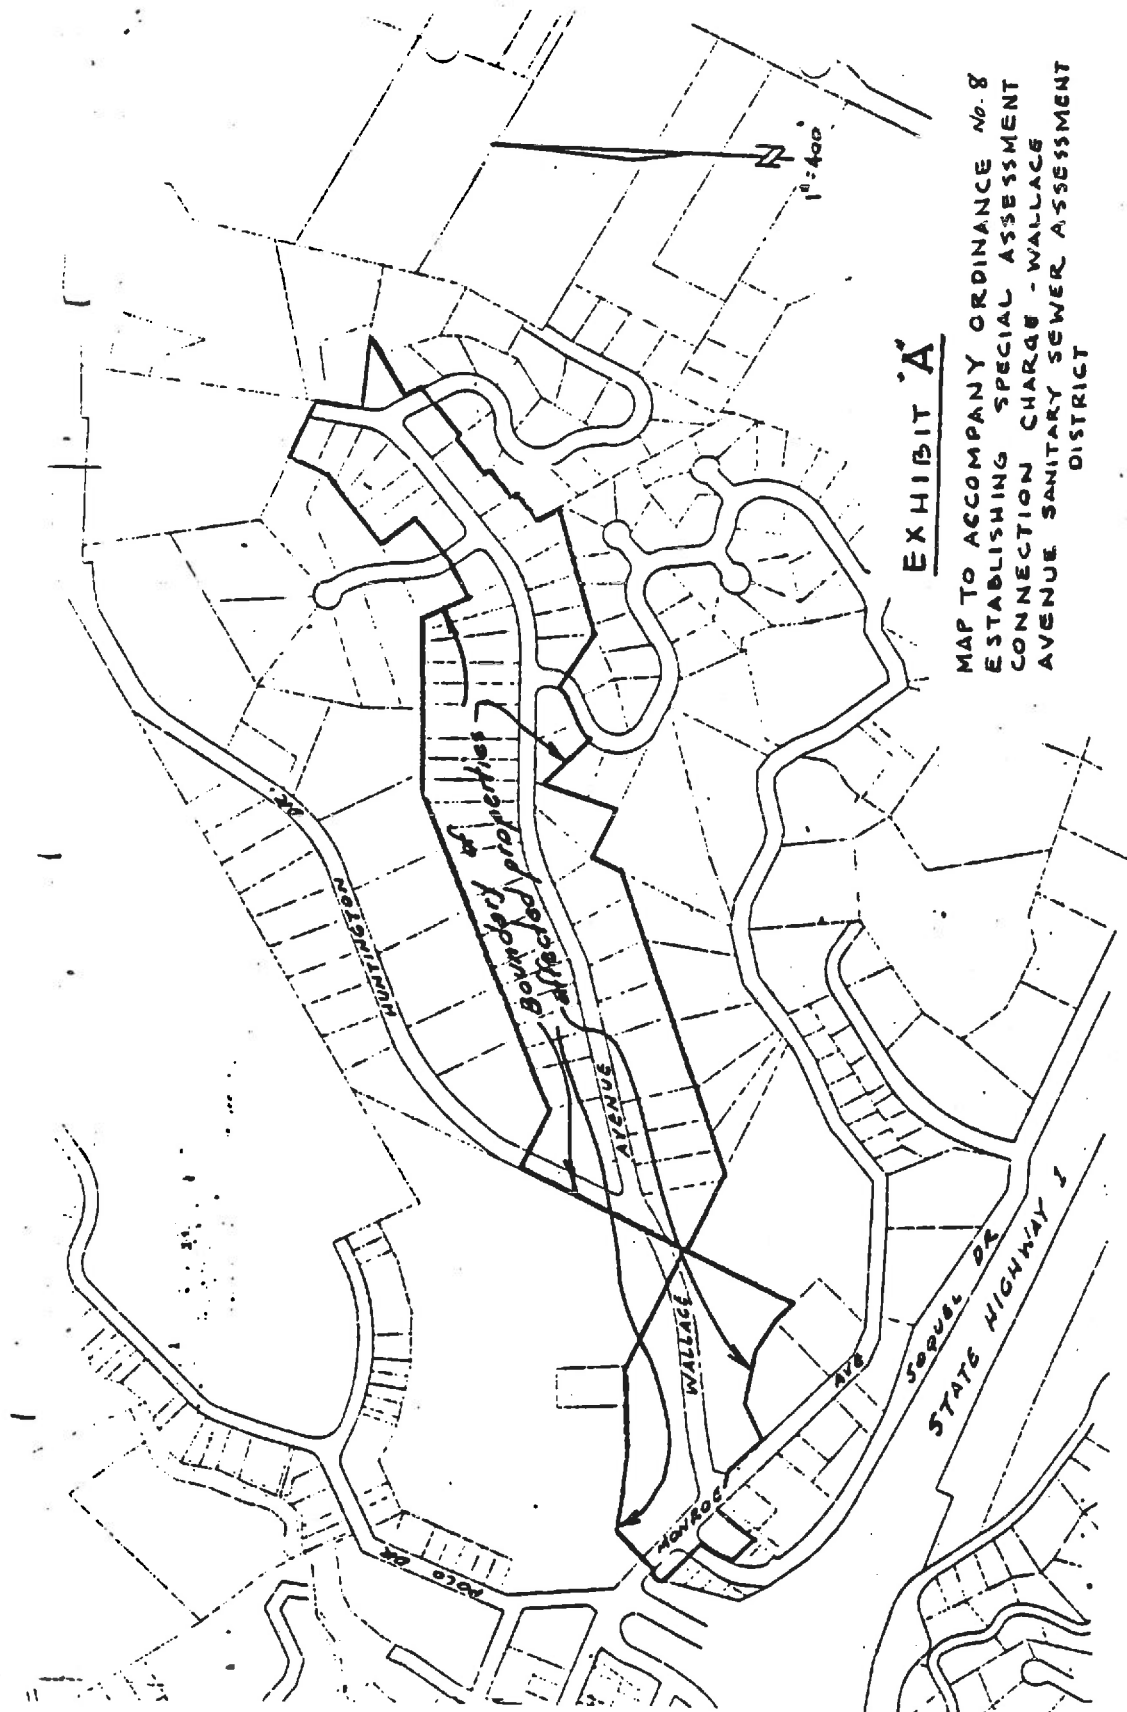 EXHIBIT "A"
MAP TO ACCOMPANY ORDINANCE No. 8
ESTABLISHING SPECIAL ASSESSMENT
CONNECTION CHARGE - WALLACE
AVENUE SANITARY SEWER ASSESSMENT
DISTRICT
1"=400'
HUNTINGTON DR.
Boundary of
affected properties
WALLACE AVENUE
MONROE AVE
SOQUEL DR
STATE HIGHWAY 1
POCO DR